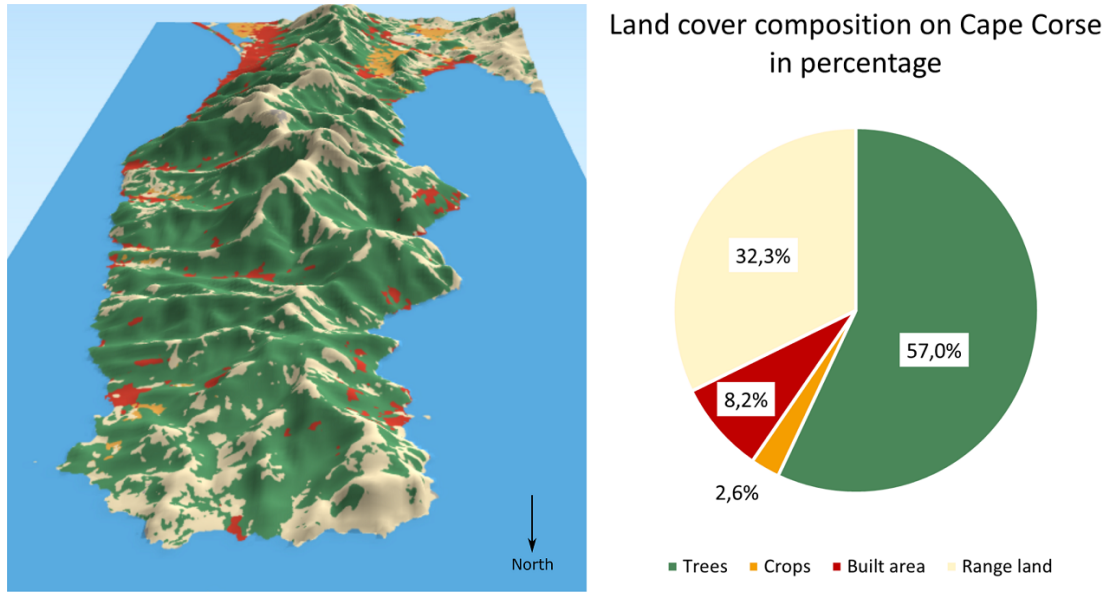 Land cover composition on Cape Corse
in percentage
32,3%
57,0%
8,2%
2,6%
North
Trees Crops Built area Range land